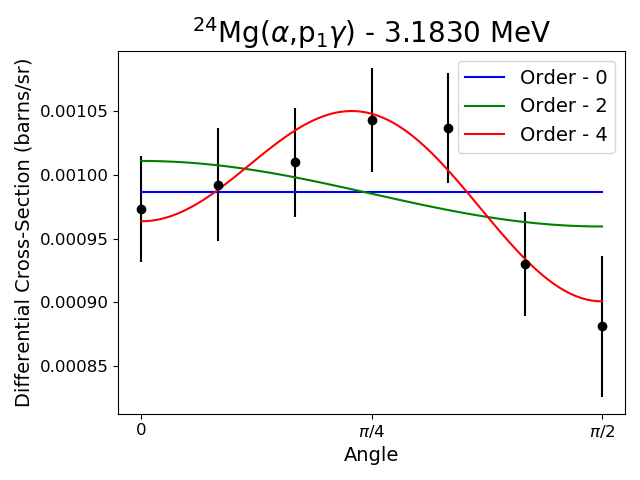 ²⁴Mg(α,p₁γ) - 3.1830 MeV
Differential Cross-Section (barns/sr)
0.00105
0.00100
0.00095
0.00090
0.00085
Order - 0
Order - 2
Order - 4
0
π/4
π/2
Angle